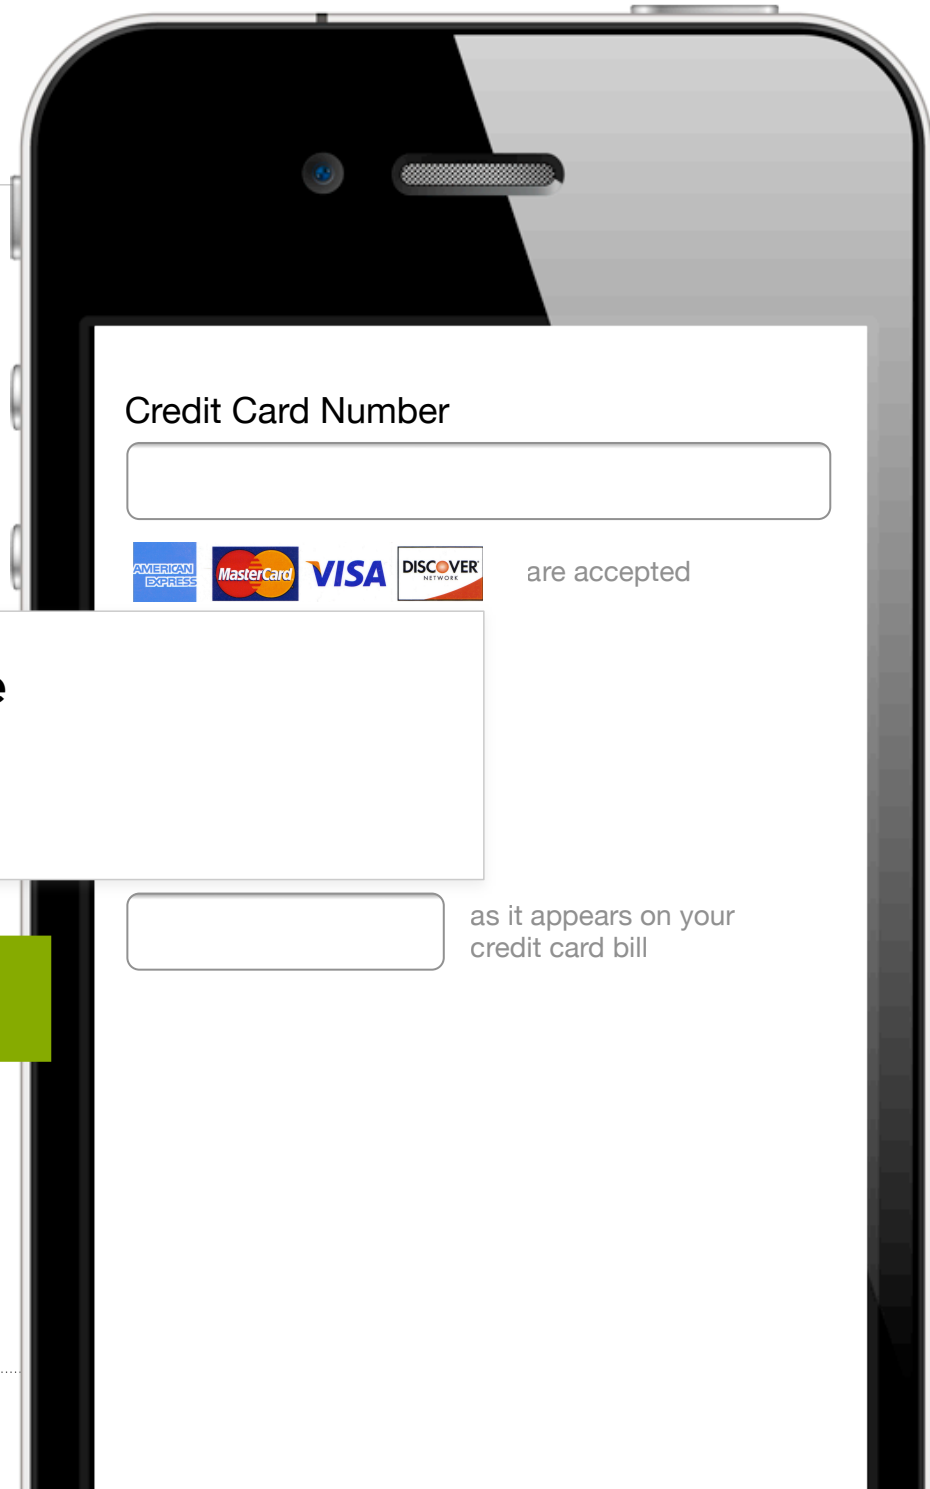 Credit Card Number
AMERICAN
EXPRESS
MasterCard
VISA
DISCOVER
NETWORK
are accepted
e
as it appears on your
credit card bill